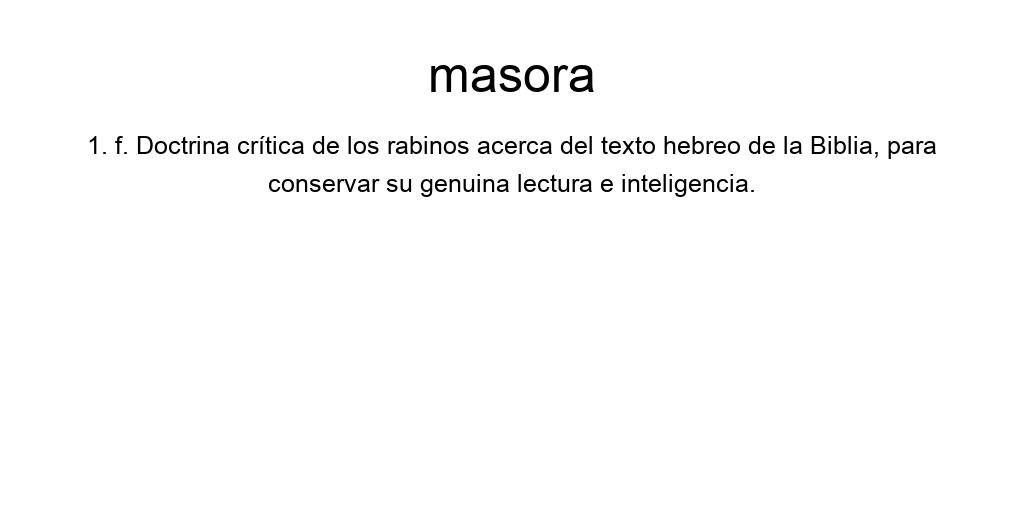 masora
1. f. Doctrina crítica de los rabinos acerca del texto hebreo de la Biblia, para
conservar su genuina lectura e inteligencia.